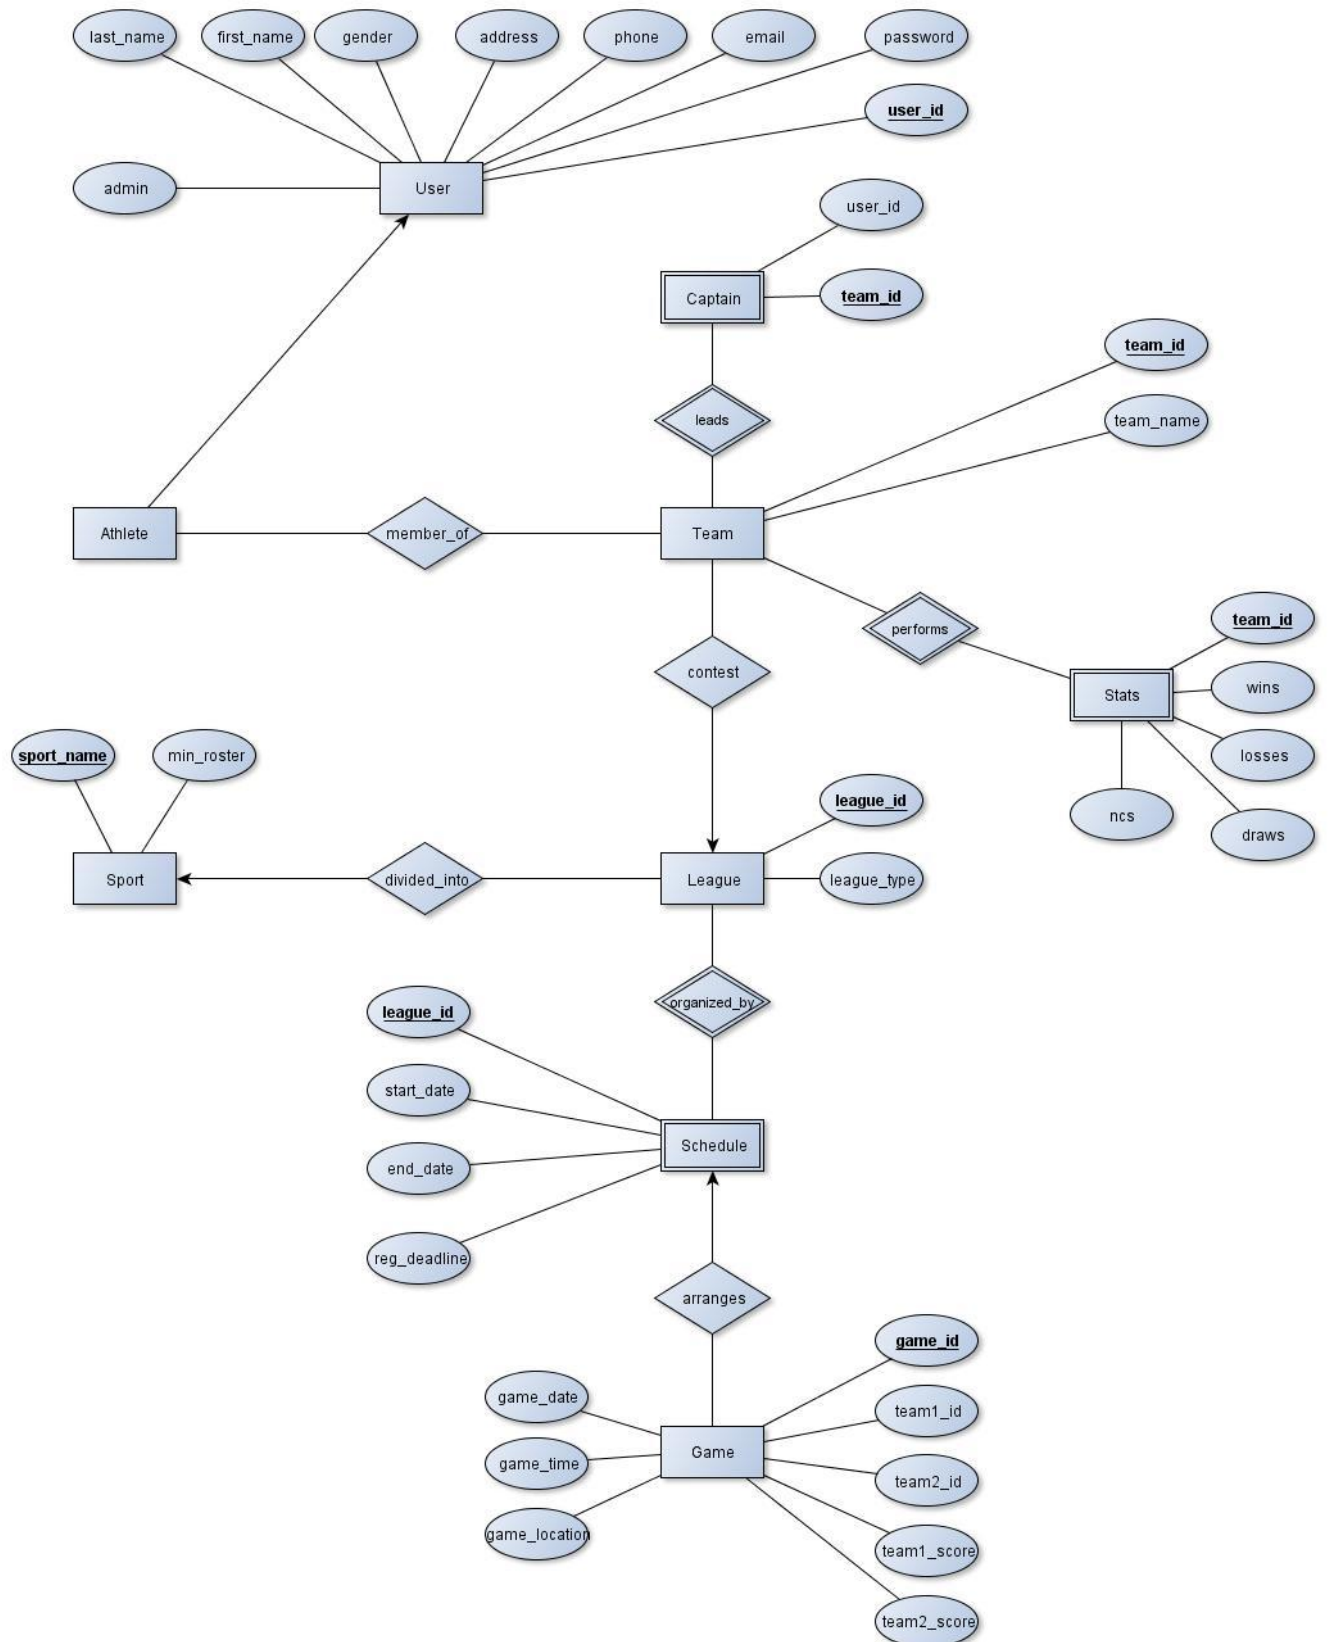 last_name
first_name
gender
address
phone
email
password
user_id
admin
User
user_id
Captain
team_id
team_id
leads
team_name
Athlete
member_of
Team
performs
team_id
contest
Stats
wins
sport_name
min_roster
losses
league_id
ncs
draws
Sport
divided_into
League
league_type
organized_by
league_id
start_date
Schedule
end_date
reg_deadline
arranges
game_id
game_date
team1_id
Game
game_time
team2_id
game_location
team1_score
team2_score